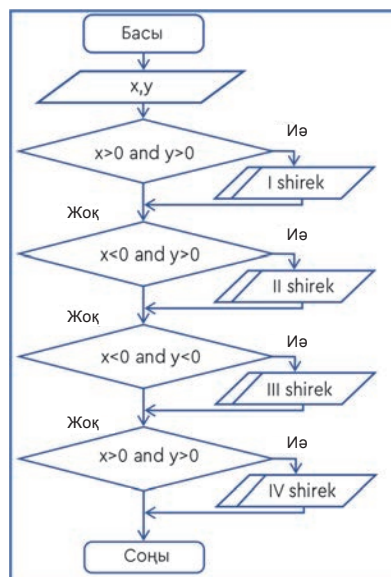 Басы
x,y
x>0 and y>0
Иә
I shirek
Жоқ
x<0 and y>0
Иә
II shirek
Жоқ
x<0 and y<0
Иә
III shirek
Жоқ
x>0 and y>0
Иә
IV shirek
Соңы